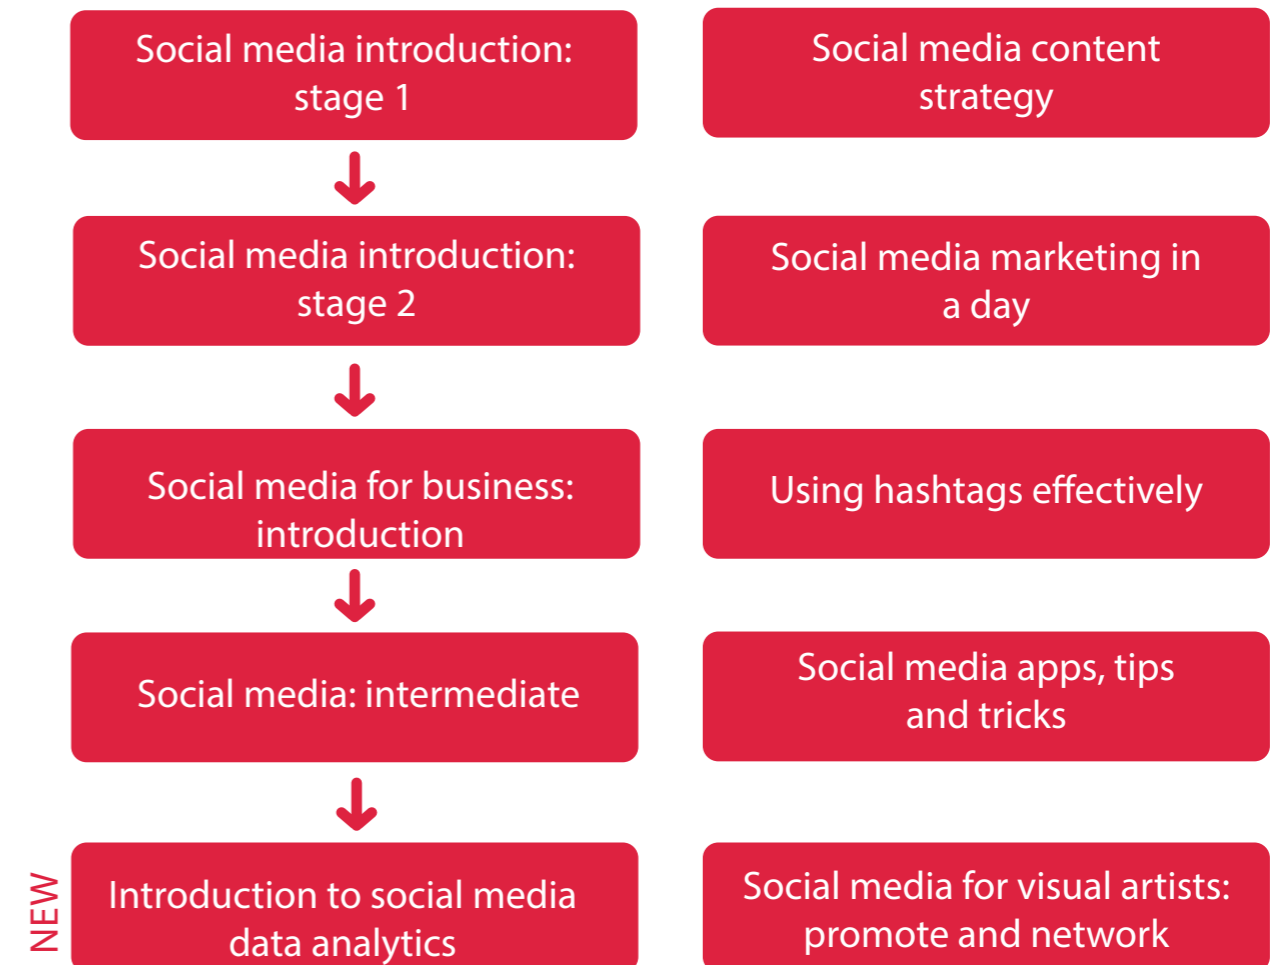 Social media introduction:
stage 1
Social media content
strategy
Social media introduction:
stage 2
Social media marketing in
a day
Social media for business:
introduction
Using hashtags effectively
Social media: intermediate
Social media apps, tips
and tricks
NEW
Introduction to social media
data analytics
Social media for visual artists:
promote and network